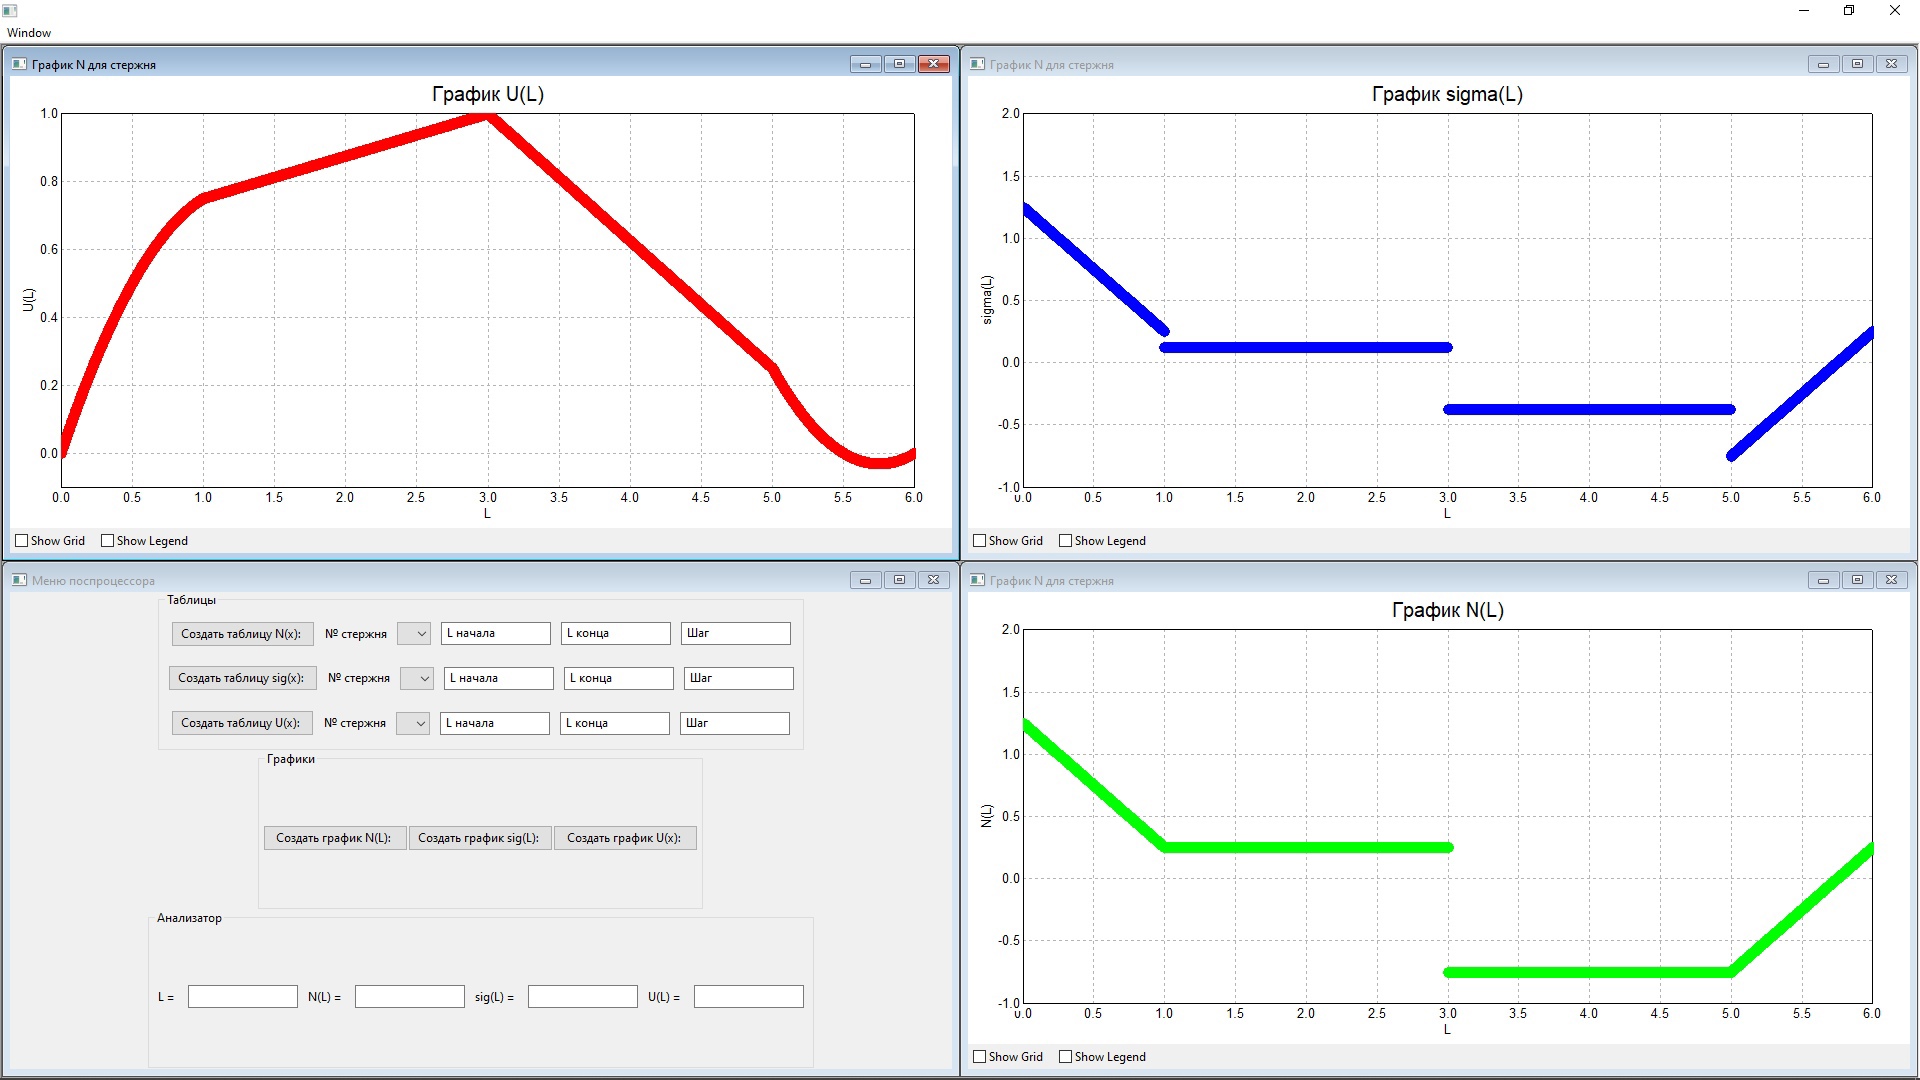 Window
График N для стержня
График U(L)
1.0
0.8
0.6
0.4
0.2
0.0
U(L)
0.0 0.5 1.0 1.5 2.0 2.5 3.0 3.5 4.0 4.5 5.0 5.5 6.0
L
Show Grid Show Legend
График N для стержня
График sigma(L)
2.0
1.5
1.0
0.5
0.0
-0.5
-1.0
sigma(L)
0.0 0.5 1.0 1.5 2.0 2.5 3.0 3.5 4.0 4.5 5.0 5.5 6.0
L
Show Grid Show Legend
Меню поспроцессора
Таблицы
Создать таблицу N(x): № стержня L начала L конца Шаг
Создать таблицу sig(x): № стержня L начала L конца Шаг
Создать таблицу U(x): № стержня L начала L конца Шаг
Графики
Создать график N(L): Создать график sig(L): Создать график U(x):
Анализатор
L = N(L) = sig(L) = U(L) =
График N для стержня
График N(L)
2.0
1.5
1.0
0.5
0.0
-0.5
-1.0
N(L)
0.0 0.5 1.0 1.5 2.0 2.5 3.0 3.5 4.0 4.5 5.0 5.5 6.0
L
Show Grid Show Legend